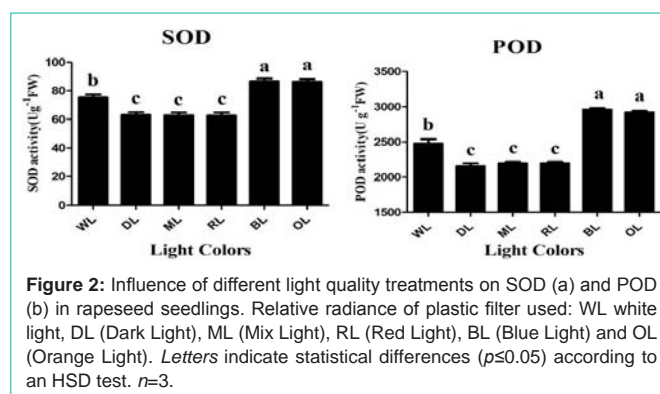 SOD
POD
SOD activity(Ug-1FW)
100
80
60
40
20
0
b
c
c
c
a
a
WL
DL
ML
RL
BL
OL
Light Colors
POD activity(U g-1FW)
3500
3000
2500
2000
1500
b
c
c
c
a
a
WL
DL
ML
RL
BL
OL
Light Colors
Figure 2: Influence of different light quality treatments on SOD (a) and POD
(b) in rapeseed seedlings. Relative radiance of plastic filter used: WL white
light, DL (Dark Light), ML (Mix Light), RL (Red Light), BL (Blue Light) and OL
(Orange Light). Letters indicate statistical differences (p≤0.05) according to
an HSD test. n=3.